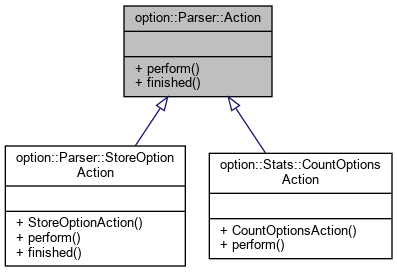 option::Parser::Action
+ perform()
+ finished()
option::Parser::StoreOption
Action
+ StoreOptionAction()
+ perform()
+ finished()
option::Stats::CountOptions
Action
+ CountOptionsAction()
+ perform()